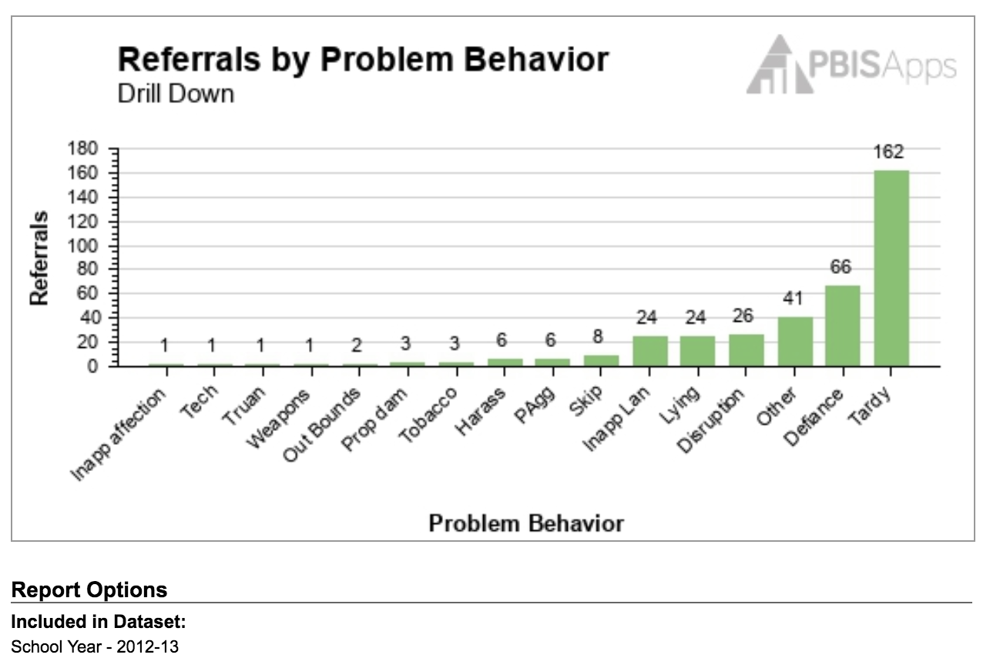 Referrals by Problem Behavior
Drill Down
PBISApps
Referrals
180
160
140
120
100
80
60
40
20
0
1
1
1
1
2
3
3
6
6
8
24
24
26
41
66
162
Inapp affection
Tech
Truan
Weapons
Out Bounds
Prop dam
Tobacco
Harass
PAgg
Skip
Inapp Lan
Lying
Disruption
Other
Defiance
Tardy
Problem Behavior
Report Options
Included in Dataset:
School Year - 2012-13